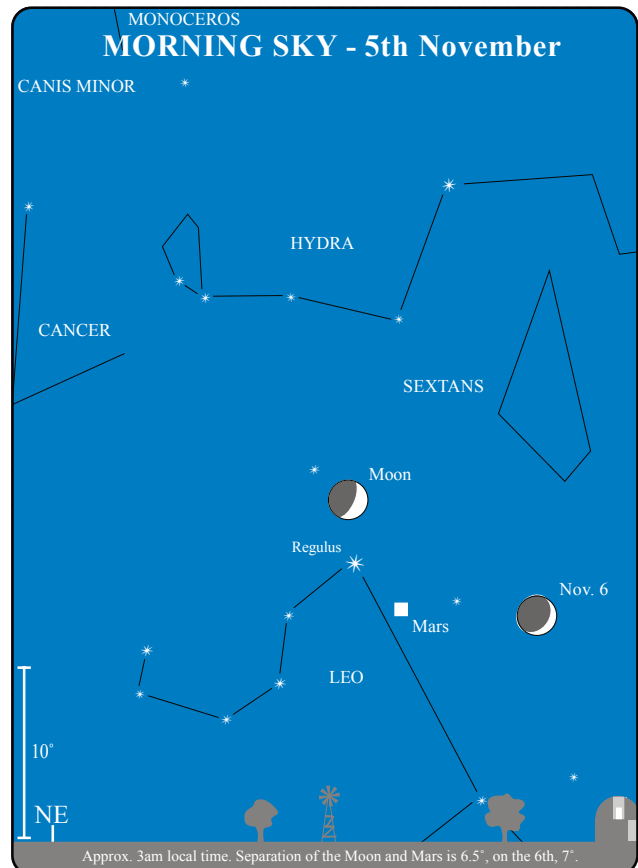 MONOCEROS
MORNING SKY - 5th November
CANIS MINOR
HYDRA
CANCER
SEXTANS
Moon
Regulus
Nov. 6
Mars
LEO
10°
NE
Approx. 3am local time. Separation of the Moon and Mars is 6.5˚, on the 6th, 7˚.